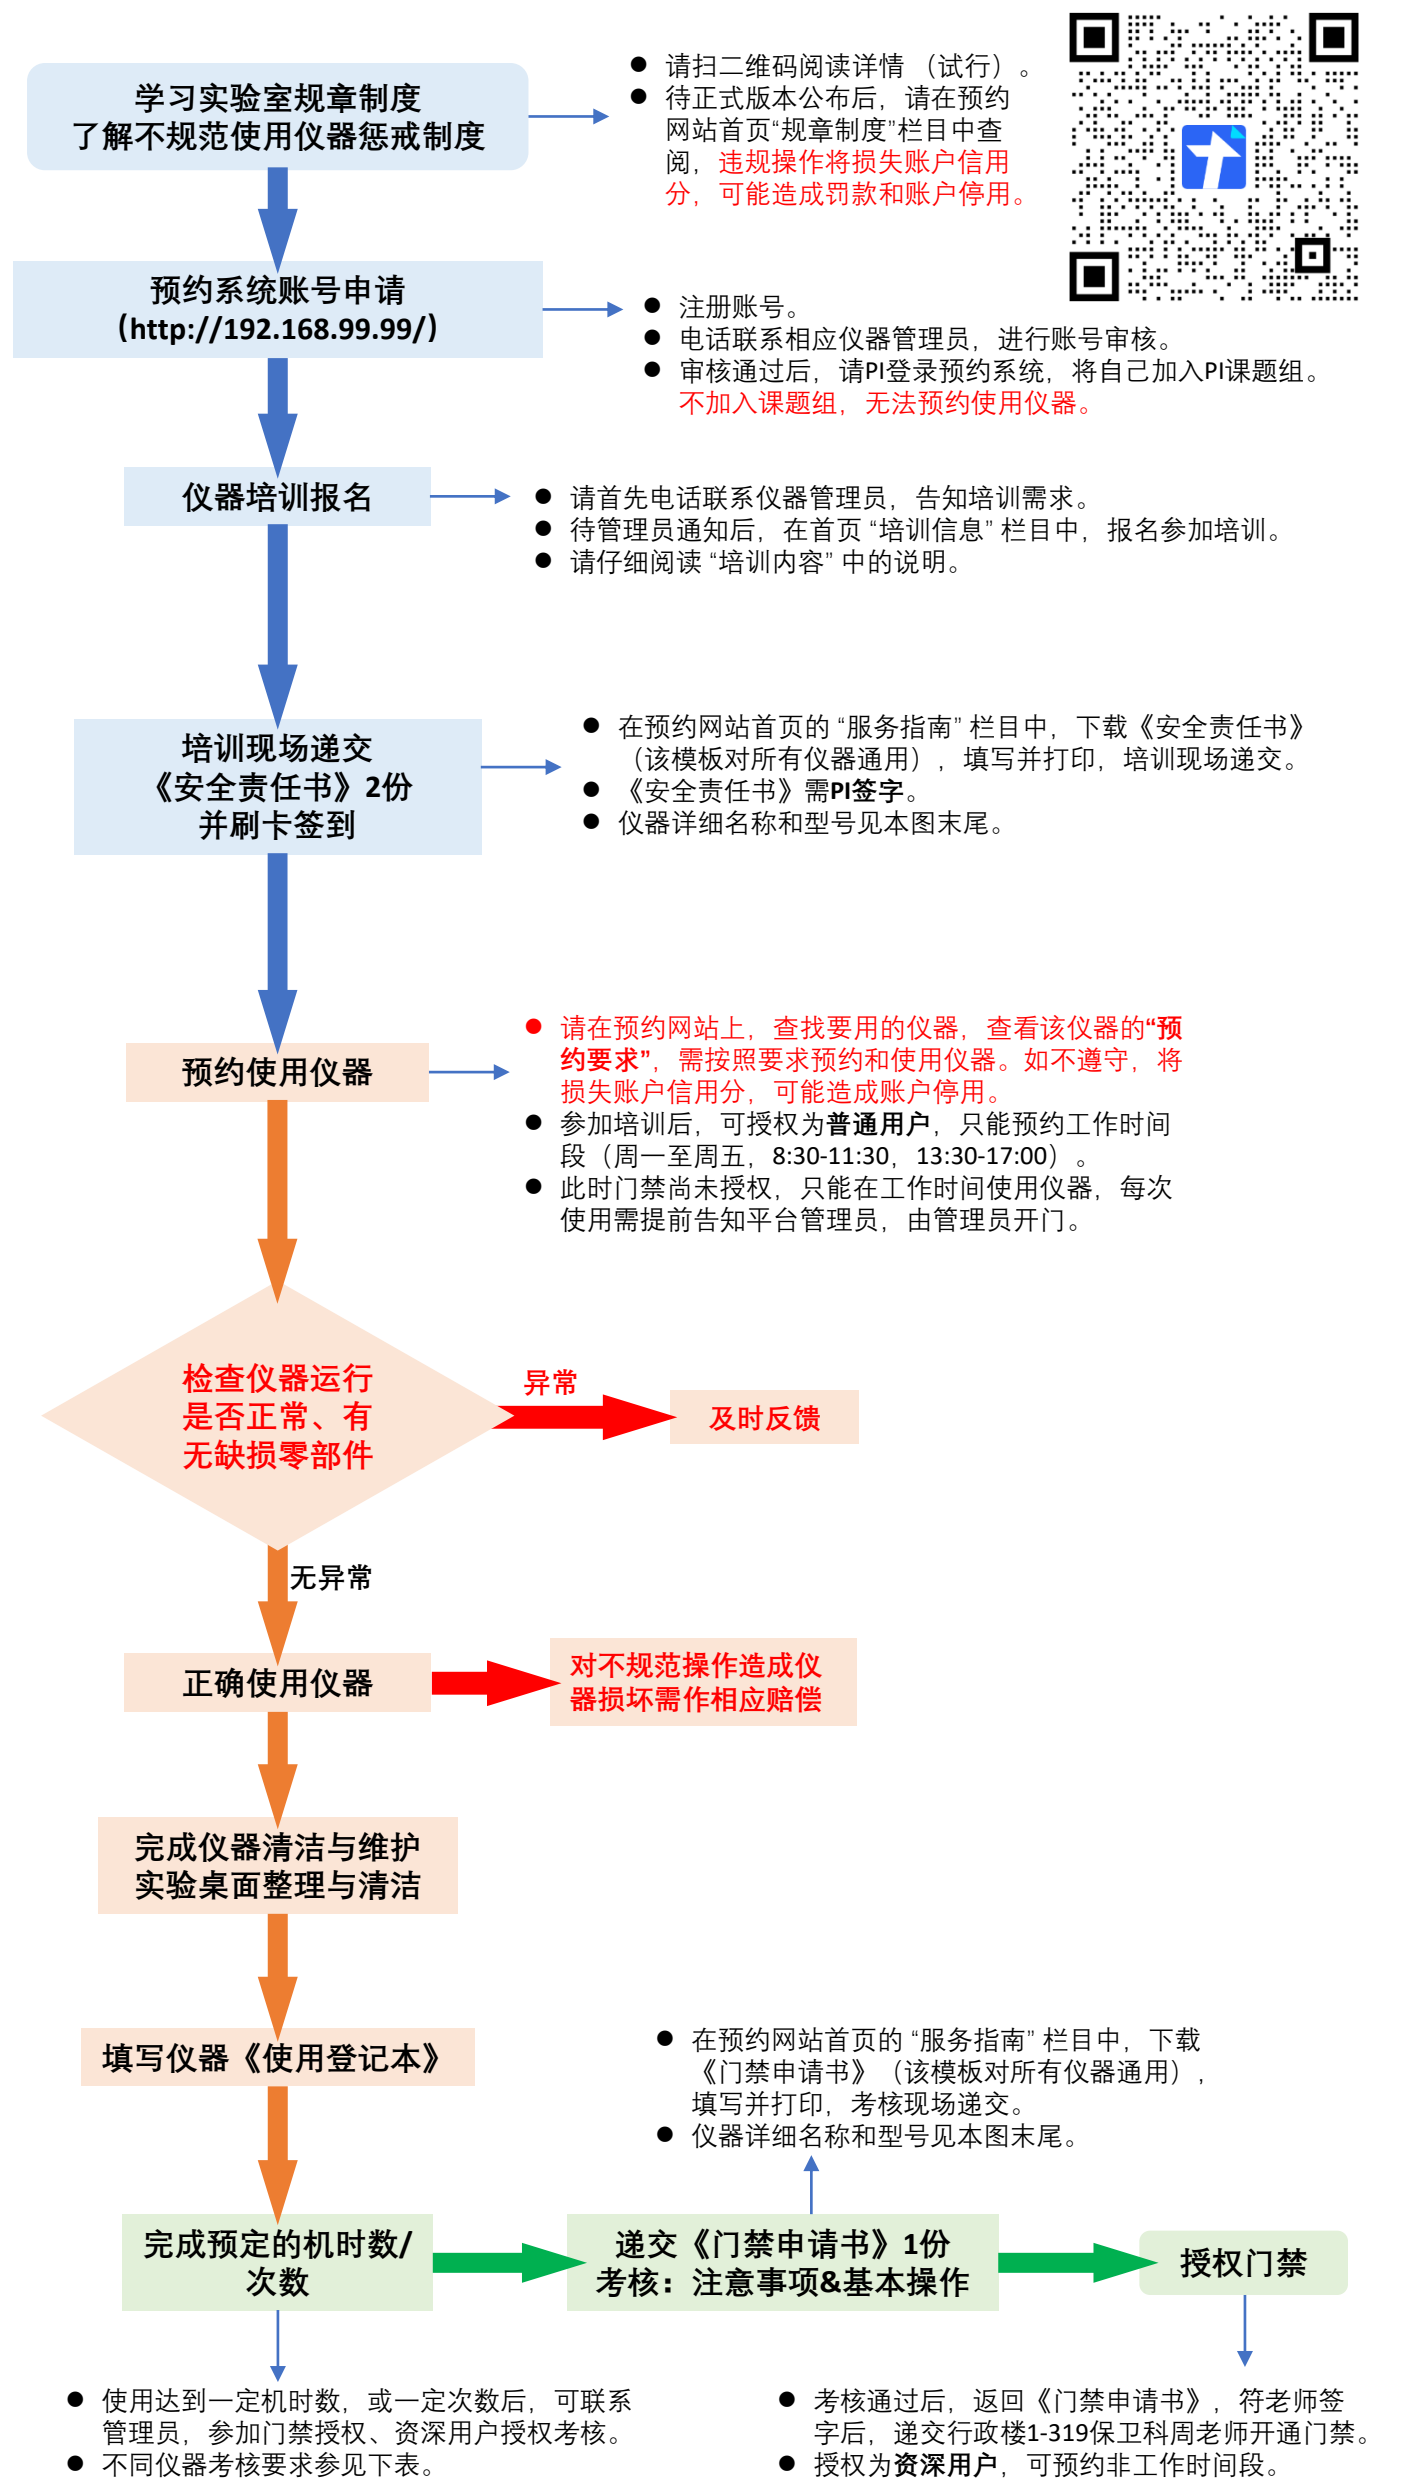 学习实验室规章制度
了解不规范使用仪器惩戒制度
● 请扫二维码阅读详情 （试行）。
● 待正式版本公布后，请在预约
网站首页“规章制度”栏目中查
阅，违规操作将损失账户信用
分，可能造成罚款和账户停用。
预约系统账号申请
(http://192.168.99.99/)
● 注册账号。
● 电话联系相应仪器管理员，进行账号审核。
● 审核通过后，请PI登录预约系统，将自己加入PI课题组。
不加入课题组，无法预约使用仪器。
仪器培训报名
● 请首先电话联系仪器管理员，告知培训需求。
● 待管理员通知后，在首页 “培训信息” 栏目中，报名参加培训。
● 请仔细阅读 “培训内容” 中的说明。
培训现场递交
《安全责任书》2份
并刷卡签到
● 在预约网站首页的 “服务指南” 栏目中，下载《安全责任书》
（该模板对所有仪器通用），填写并打印，培训现场递交。
● 《安全责任书》需PI签字。
● 仪器详细名称和型号见本图末尾。
预约使用仪器
● 请在预约网站上，查找要用的仪器，查看该仪器的“预
约要求”，需按照要求预约和使用仪器。如不遵守，将
损失账户信用分，可能造成账户停用。
● 参加培训后，可授权为普通用户，只能预约工作时间
段（周一至周五，8:30-11:30，13:30-17:00）。
● 此时门禁尚未授权，只能在工作时间使用仪器，每次
使用需提前告知平台管理员，由管理员开门。
检查仪器运行
是否正常、有
无缺损零部件
异常
及时反馈
无异常
正确使用仪器
对不规范操作造成仪
器损坏需作相应赔偿
完成仪器清洁与维护
实验桌面整理与清洁
填写仪器《使用登记本》
● 在预约网站首页的 “服务指南” 栏目中，下载
《门禁申请书》（该模板对所有仪器通用），
填写并打印，考核现场递交。
● 仪器详细名称和型号见本图末尾。
完成预定的机时数/
次数
递交《门禁申请书》1份
考核：注意事项&基本操作
授权门禁
● 使用达到一定机时数，或一定次数后，可联系
管理员，参加门禁授权、资深用户授权考核。
● 不同仪器考核要求参见下表。
● 考核通过后，返回《门禁申请书》，符老师签
字后，递交行政楼1-319保卫科周老师开通门禁。
● 授权为资深用户，可预约非工作时间段。